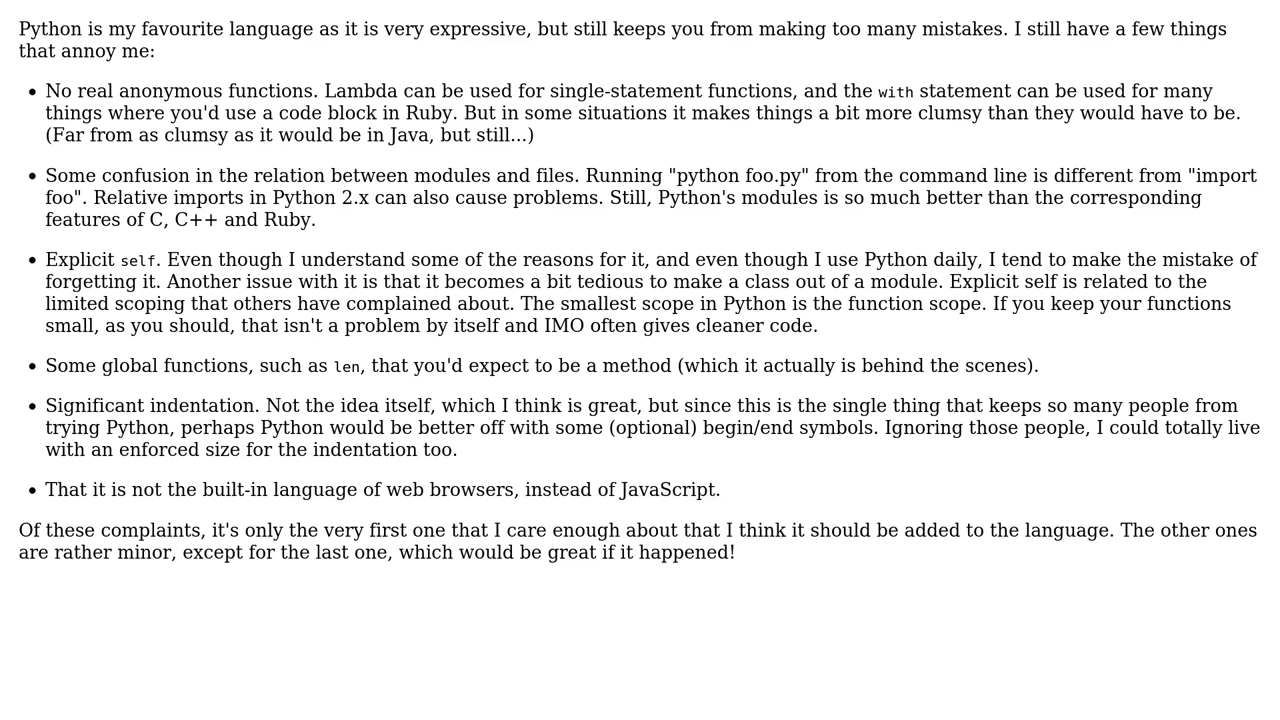 Python is my favourite language as it is very expressive, but still keeps you from making too many mistakes. I still have a few things
that annoy me:
• No real anonymous functions. Lambda can be used for single-statement functions, and the with statement can be used for many
things where you'd use a code block in Ruby. But in some situations it makes things a bit more clumsy than they would have to be.
(Far from as clumsy as it would be in Java, but still...)
• Some confusion in the relation between modules and files. Running "python foo.py" from the command line is different from "import
foo". Relative imports in Python 2.x can also cause problems. Still, Python's modules is so much better than the corresponding
features of C, C++ and Ruby.
• Explicit self. Even though I understand some of the reasons for it, and even though I use Python daily, I tend to make the mistake of
forgetting it. Another issue with it is that it becomes a bit tedious to make a class out of a module. Explicit self is related to the
limited scoping that others have complained about. The smallest scope in Python is the function scope. If you keep your functions
small, as you should, that isn't a problem by itself and IMO often gives cleaner code.
• Some global functions, such as len, that you'd expect to be a method (which it actually is behind the scenes).
• Significant indentation. Not the idea itself, which I think is great, but since this is the single thing that keeps so many people from
trying Python, perhaps Python would be better off with some (optional) begin/end symbols. Ignoring those people, I could totally live
with an enforced size for the indentation too.
• That it is not the built-in language of web browsers, instead of JavaScript.
Of these complaints, it's only the very first one that I care enough about that I think it should be added to the language. The other ones
are rather minor, except for the last one, which would be great if it happened!